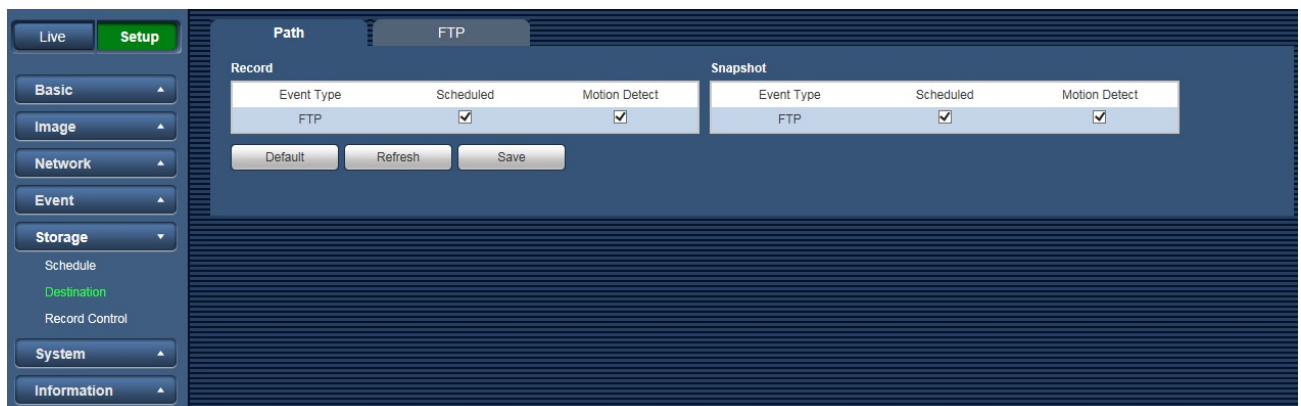 Live Setup
Path FTP
Basic
Image
Network
Event
Storage
Schedule
Destination
Record Control
System
Information
Record
Event Type Scheduled Motion Detect
FTP
Snapshot
Event Type Scheduled Motion Detect
FTP
Default Refresh Save